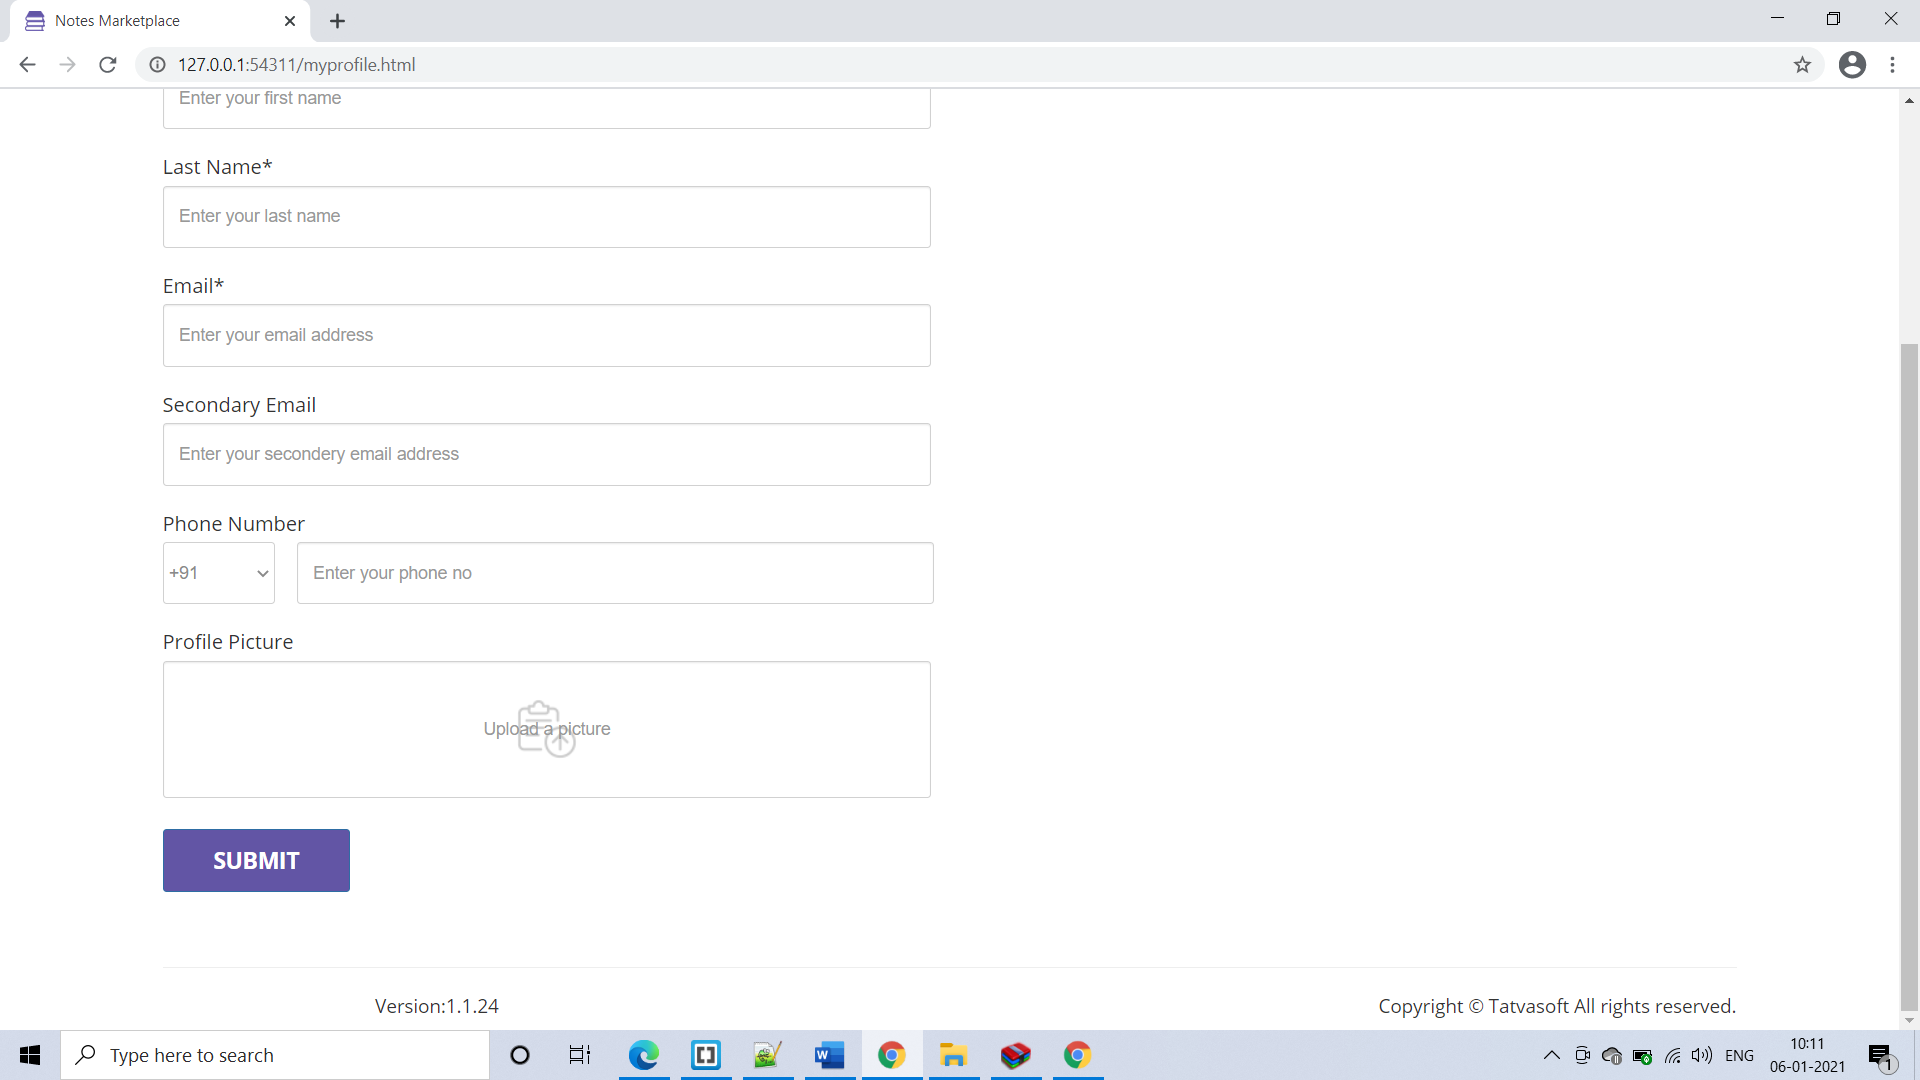 Notes Marketplace
127.0.0.1:54311/myprofile.html
Enter your first name
Last Name*
Enter your last name
Email*
Enter your email address
Secondary Email
Enter your secondery email address
Phone Number
+91
Enter your phone no
Profile Picture
Upload a picture
SUBMIT
Version:1.1.24
Copyright © Tatvasoft All rights reserved.
Type here to search
ENG
10:11
06-01-2021
1